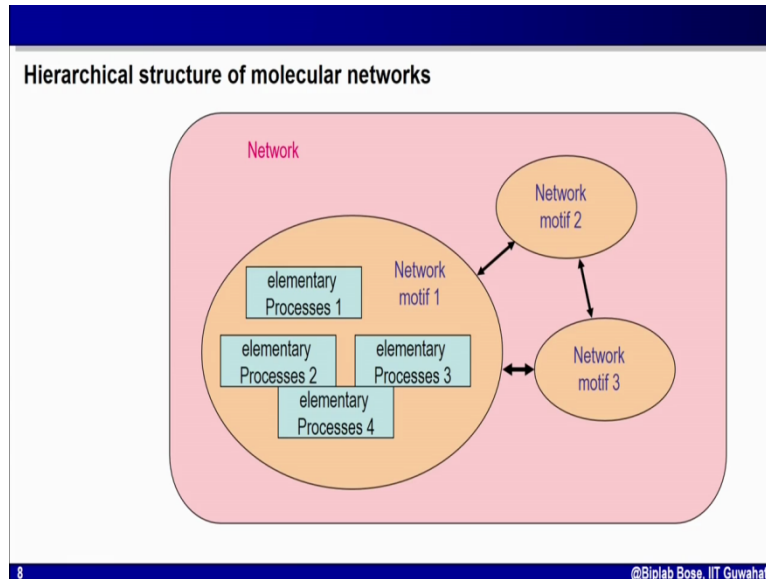 Hierarchical structure of molecular networks
Network
Network
motif 2
Network
motif 1
elementary
Processes 1
elementary
Processes 2
elementary
Processes 3
elementary
Processes 4
Network
motif 3
8
@Biplab Bose, IIT Guwahat